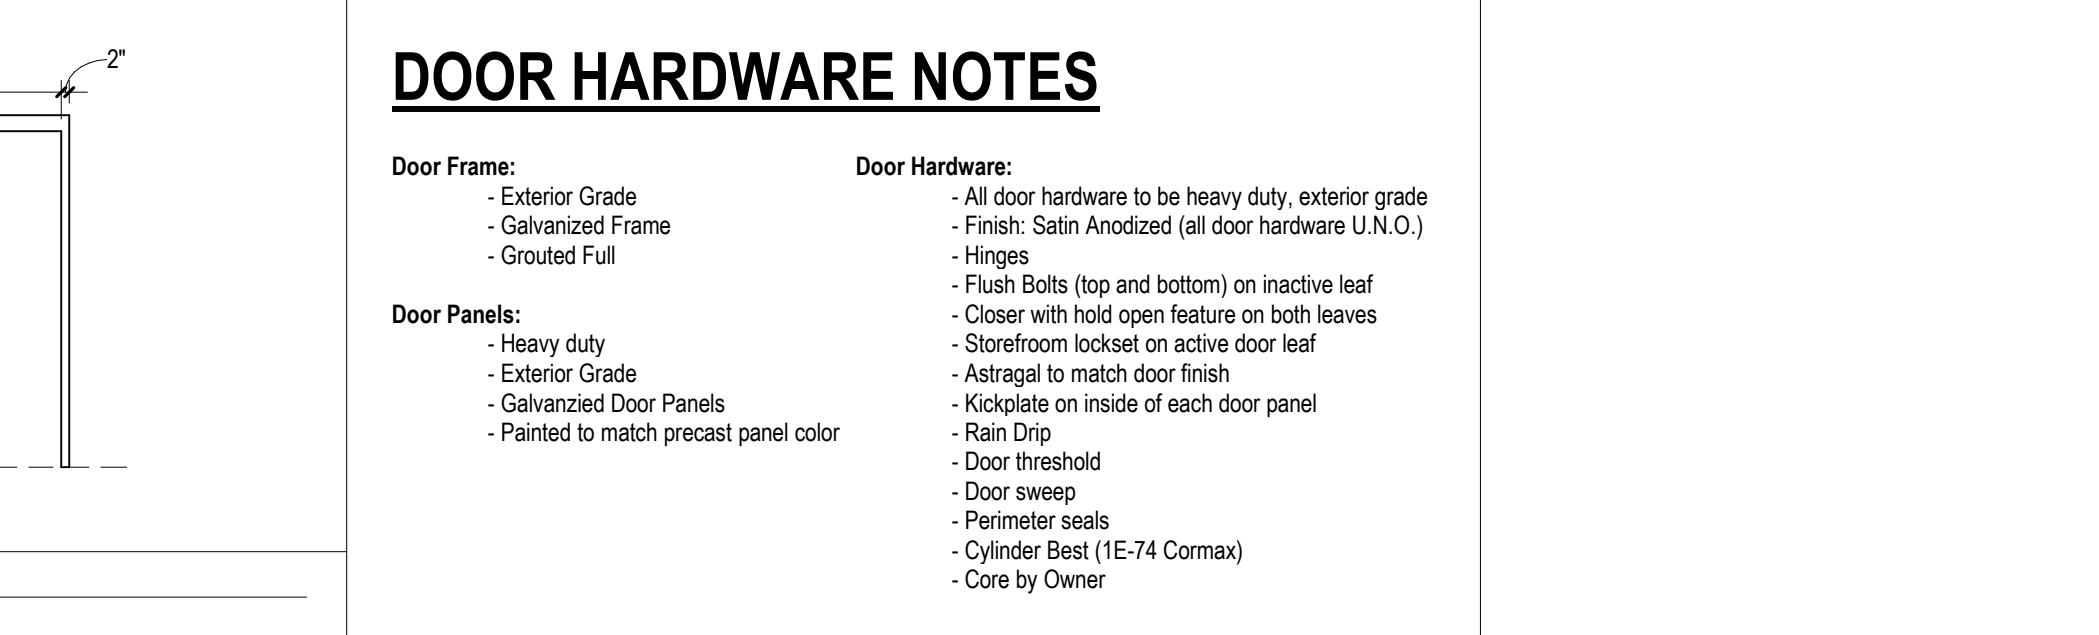 2"
DOOR HARDWARE NOTES
Door Frame:
- Exterior Grade
- Galvanized Frame
- Grouted Full
Door Panels:
- Heavy duty
- Exterior Grade
- Galvanzied Door Panels
- Painted to match precast panel color
Door Hardware:
- All door hardware to be heavy duty, exterior grade
- Finish: Satin Anodized (all door hardware U.N.O.)
- Hinges
- Flush Bolts (top and bottom) on inactive leaf
- Closer with hold open feature on both leaves
- Storefroom lockset on active door leaf
- Astragal to match door finish
- Kickplate on inside of each door panel
- Rain Drip
- Door threshold
- Door sweep
- Perimeter seals
- Cylinder Best (1E-74 Cormax)
- Core by Owner